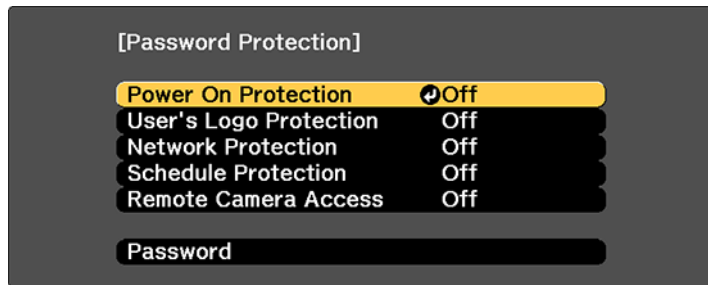 [Password Protection]
Power On Protection Off
User's Logo Protection Off
Network Protection Off
Schedule Protection Off
Remote Camera Access Off
Password